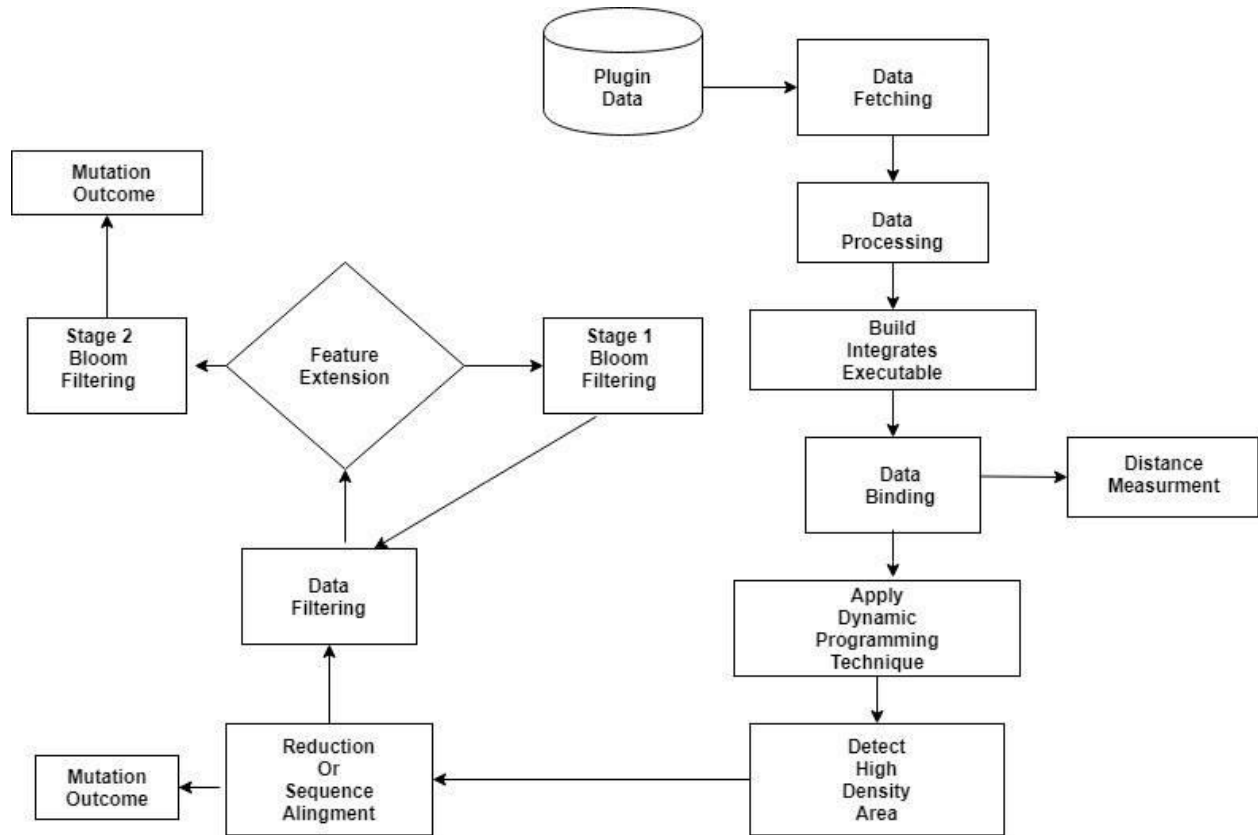 Plugin
Data
Data
Fetching
Data
Processing
Build
Integrates
Executable
Data
Binding
Distance
Measurment
Apply
Dynamic
Programming
Technique
Detect
High
Density
Area
Reduction
Or
Sequence
Alingment
Mutation
Outcome
Data
Filtering
Feature
Extension
Stage 1
Bloom
Filtering
Stage 2
Bloom
Filtering
Mutation
Outcome